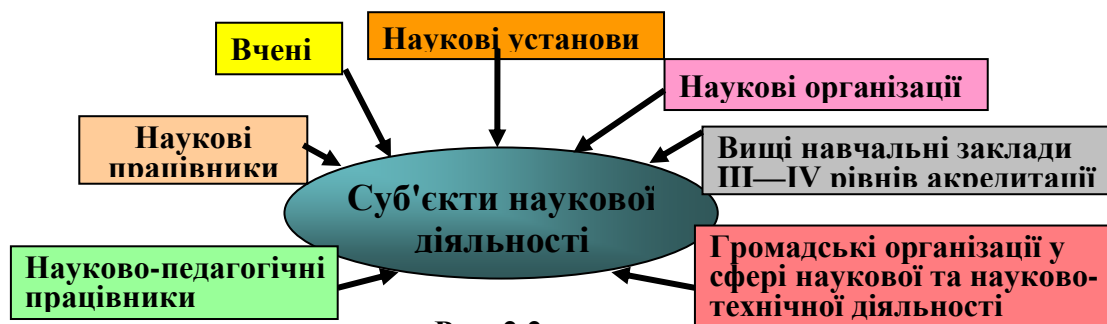 Наукові установи
Вчені
Наукові організації
Наукові
працівники
Вищі навчальні заклади
III—IV рівнів акредитації
Суб'єкти наукової
діяльності
Науково-педагогічні
працівники
Громадські організації у
сфері наукової та науково-
технічної діяльності